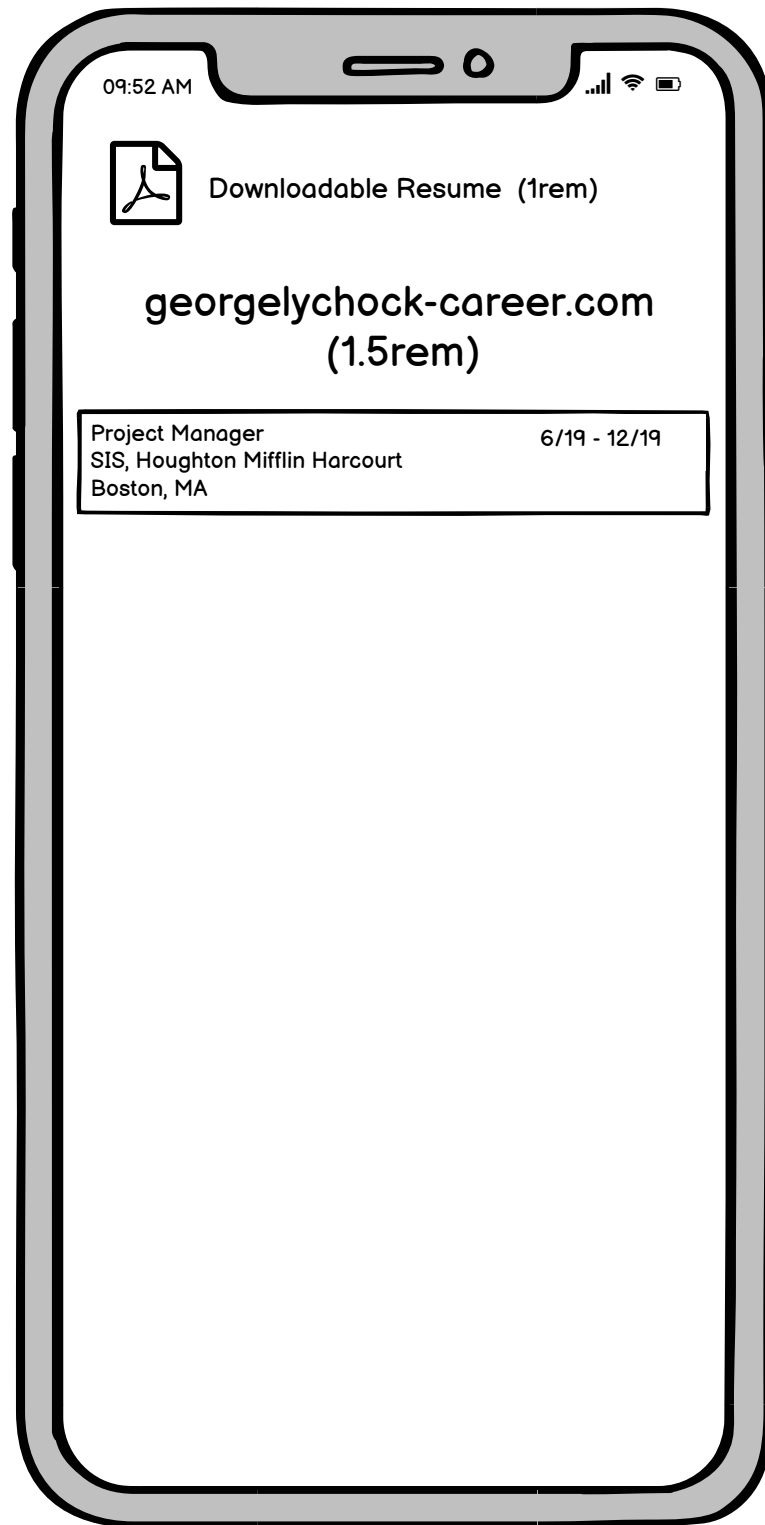 09:52 AM
Downloadable Resume (1rem)
georgelychock-career.com
(1.5rem)
Project Manager 6/19 - 12/19
SIS, Houghton Mifflin Harcourt
Boston, MA